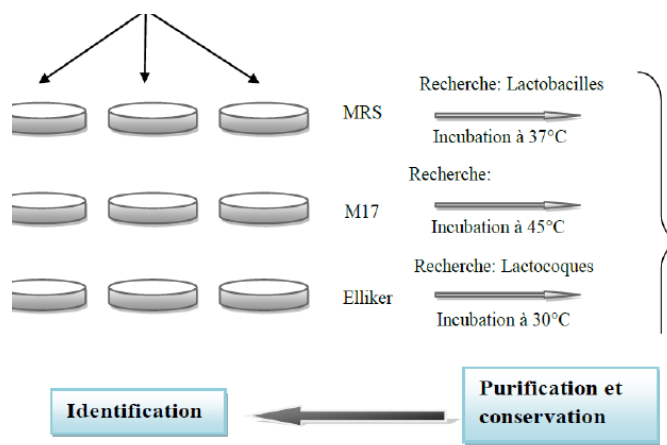 Recherche: Lactobacilles
MRS
Incubation à 37°C
Recherche:
M17
Incubation à 45°C
Recherche: Lactocoques
Elliker
Incubation à 30°C
Identification
Purification et
conservation